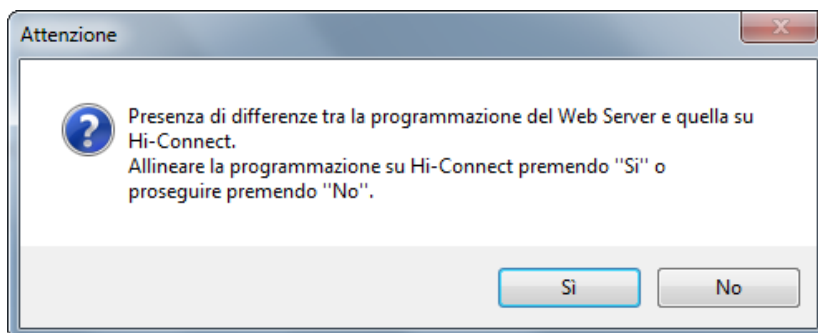 Attenzione
Presenza di differenze tra la programmazione del Web Server e quella su
Hi-Connect.
Allineare la programmazione su Hi-Connect premendo "Si" o
proseguire premendo "No".
Sì
No